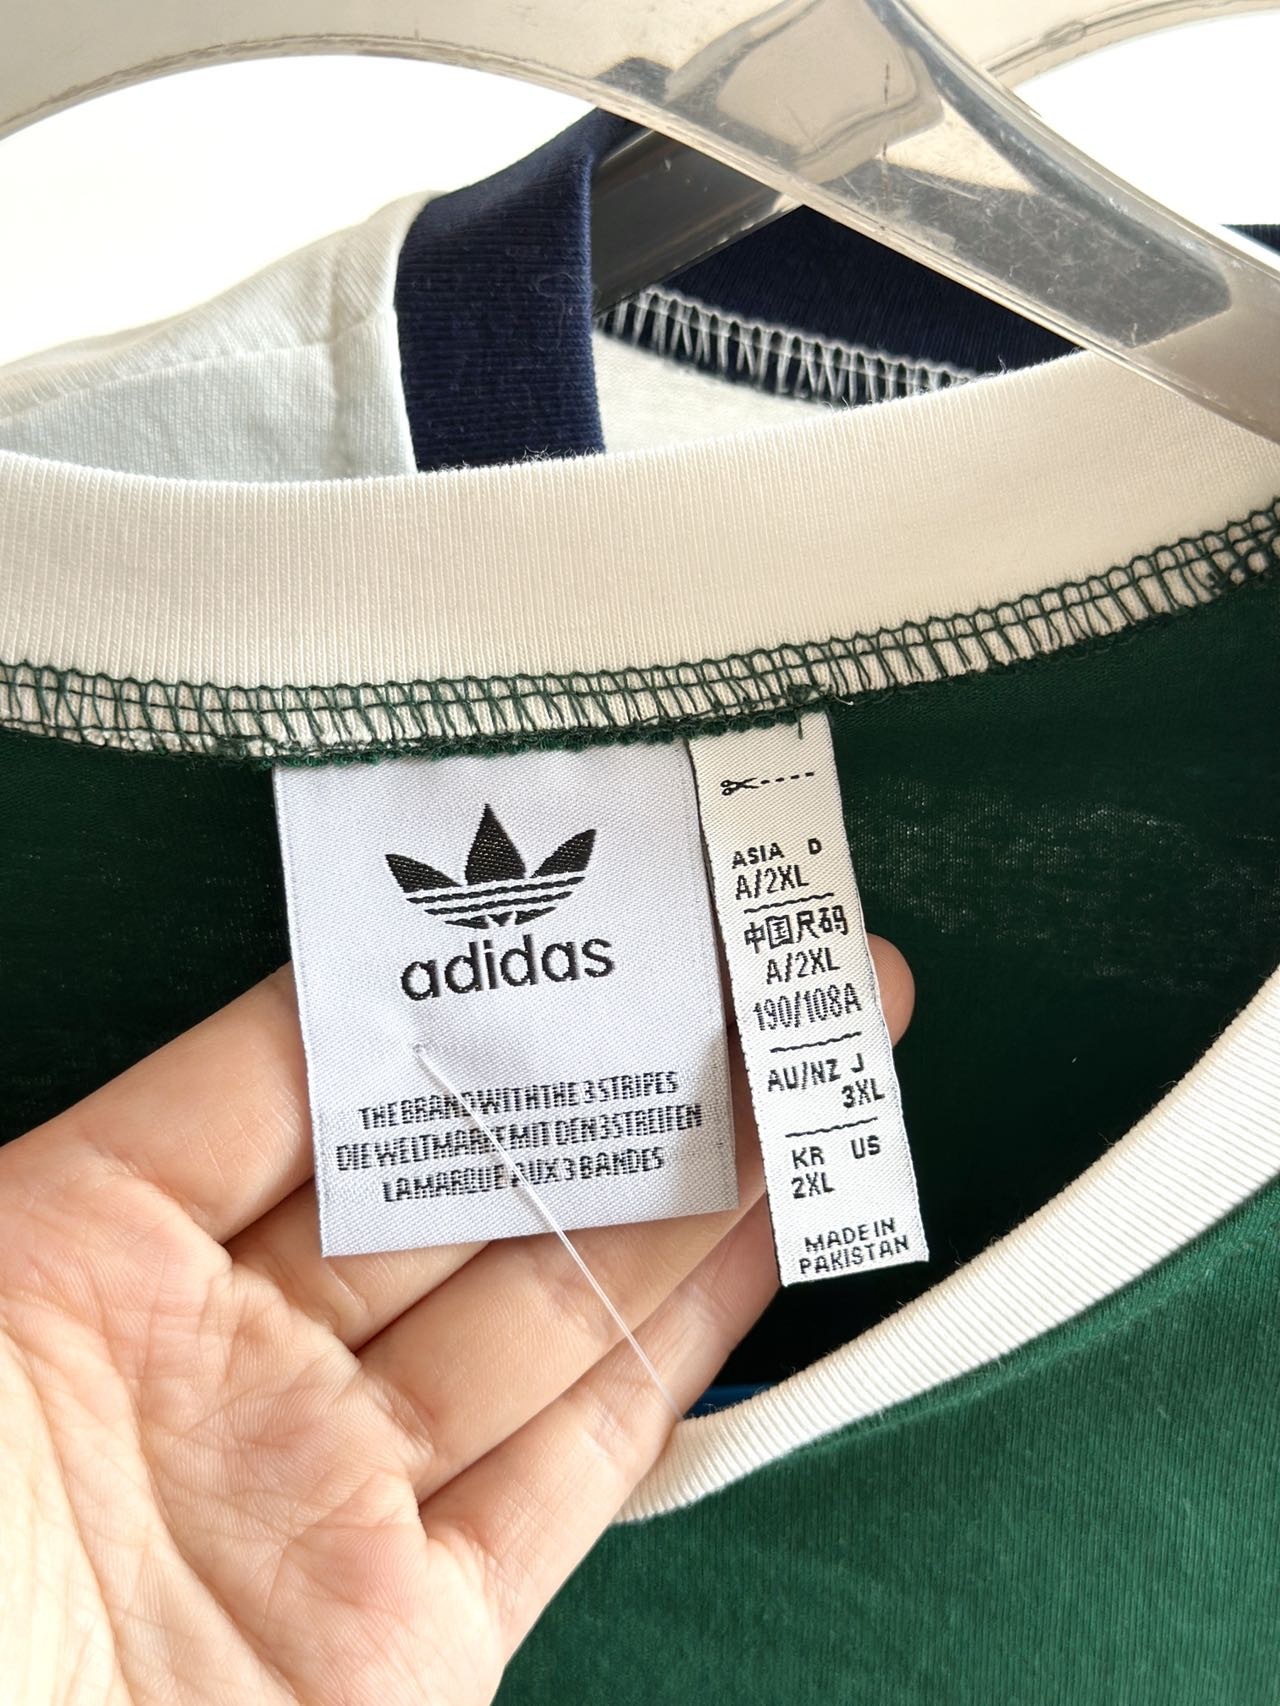 adidas
THE BRAND WITH THE 3 STRIPES
DIE WELTMARKE MIT DEN 3 STREIFEN
LA MARQUE AUX 3 BANDES
ASIA D
A/2XL
中国尺码
A/2XL
190/108A
AU/NZ J
3XL
KR US
2XL
MADE IN
PAKISTAN